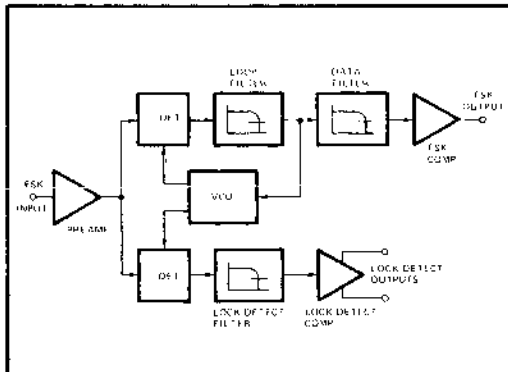 LOOP
FILTER
DATA
FILTER
FSK
OUTPUT
DET
FSK
COMP
VCO
FSK
INPUT
PREAMP
DET
LOCK DETECT
FILTER
LOCK DETECT
COMP
LOCK DETECT
OUTPUTS